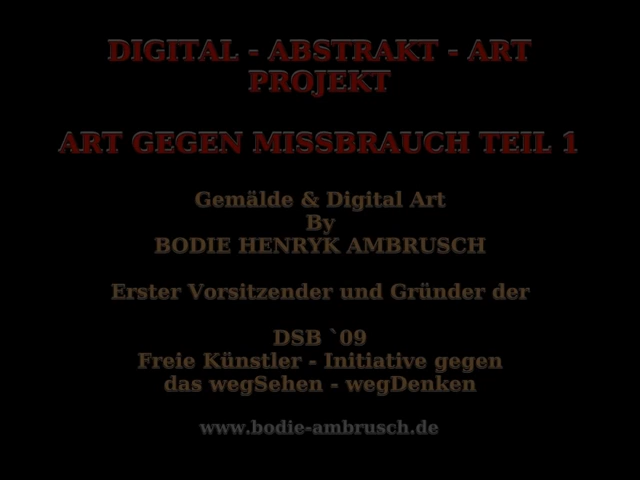 DIGITAL - ABSTRAKT - ART
PROJEKT
ART GEGEN MISSBRAUCH TEIL 1
Gemälde & Digital Art
By
BODIE HENRYK AMBRUSCH
Erster Vorsitzender und Gründer der
DSB `09
Freie Künstler - Initiative gegen
das wegSehen - wegDenken
www.bodie-ambrusch.de